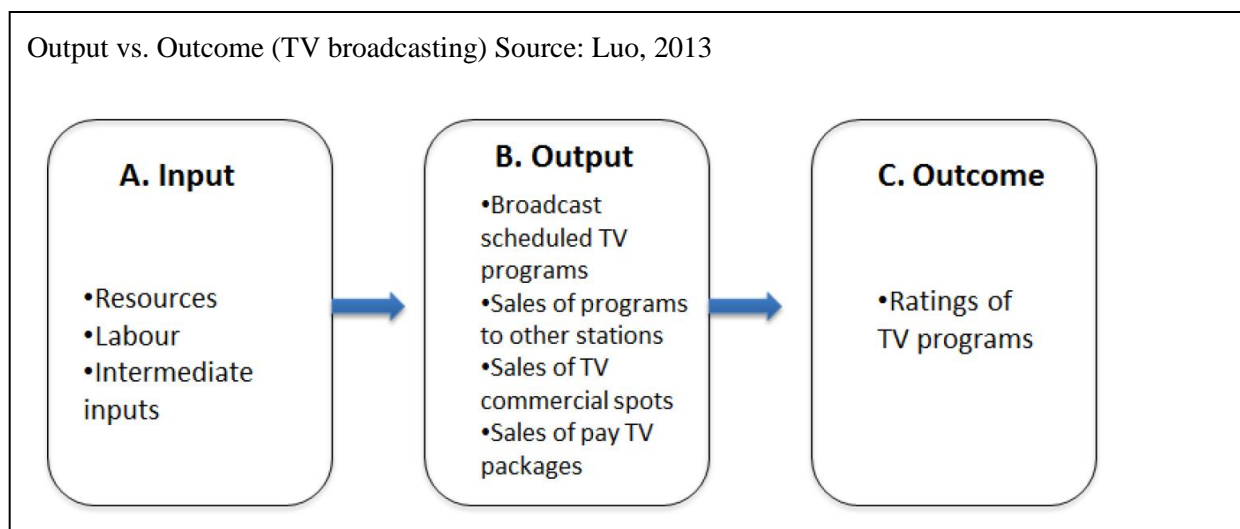 Output vs. Outcome (TV broadcasting) Source: Luo, 2013
A. Input
•Resources
•Labour
•Intermediate
inputs
B. Output
•Broadcast
scheduled TV
programs
•Sales of programs
to other stations
•Sales of TV
commercial spots
•Sales of pay TV
packages
C. Outcome
•Ratings of
TV programs